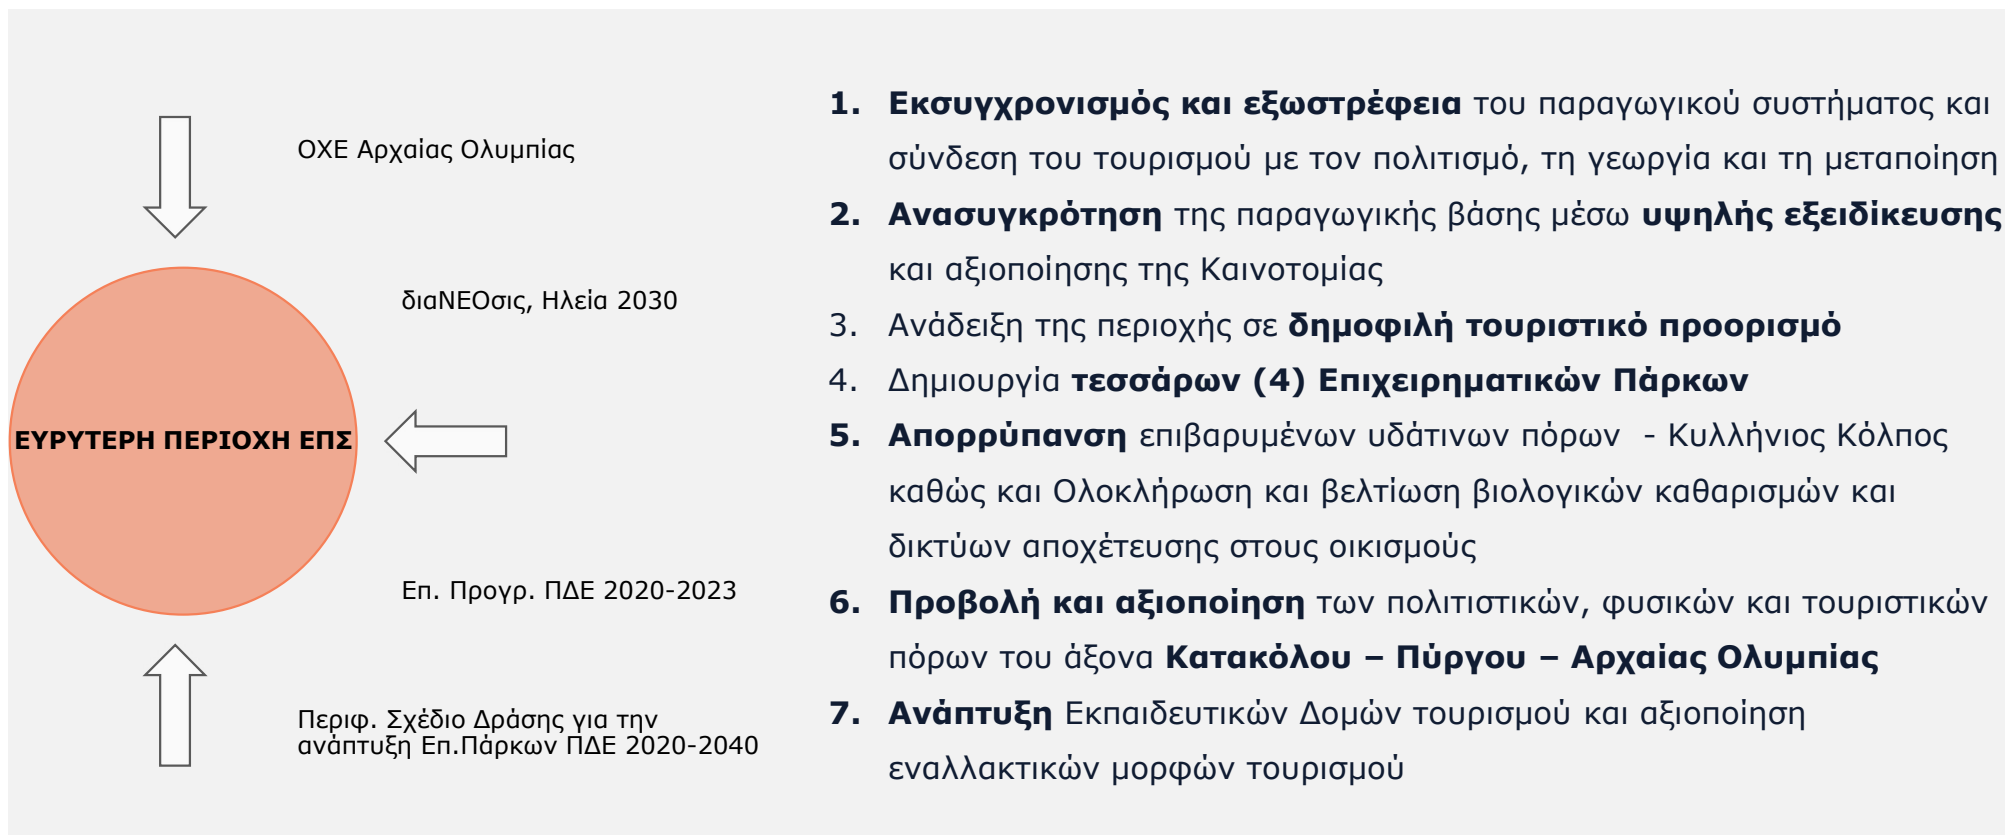 ΟΧΕ Αρχαίας Ολυμπίας
διαΝΕΟσις, Ηλεία 2030
ΕΥΡΥΤΕΡΗ ΠΕΡΙΟΧΗ ΕΠΣ
Επ. Προγρ. ΠΔΕ 2020-2023
Περιφ. Σχέδιο Δράσης για την
ανάπτυξη Επ.Πάρκων ΠΔΕ 2020-2040
1. Εκσυγχρονισμός και εξωστρέφεια του παραγωγικού συστήματος και
σύνδεση του τουρισμού με τον πολιτισμό, τη γεωργία και τη μεταποίηση
2. Ανασυγκρότηση της παραγωγικής βάσης μέσω υψηλής εξειδίκευσης
και αξιοποίησης της Καινοτομίας
3. Ανάδειξη της περιοχής σε δημοφιλή τουριστικό προορισμό
4. Δημιουργία τεσσάρων (4) Επιχειρηματικών Πάρκων
5. Απορρύπανση επιβαρυμένων υδάτινων πόρων - Κυλλήνιος Κόλπος
καθώς και Ολοκλήρωση και βελτίωση βιολογικών καθαρισμών και
δικτύων αποχέτευσης στους οικισμούς
6. Προβολή και αξιοποίηση των πολιτιστικών, φυσικών και τουριστικών
πόρων του άξονα Κατακόλου – Πύργου – Αρχαίας Ολυμπίας
7. Ανάπτυξη Εκπαιδευτικών Δομών τουρισμού και αξιοποίηση
εναλλακτικών μορφών τουρισμού